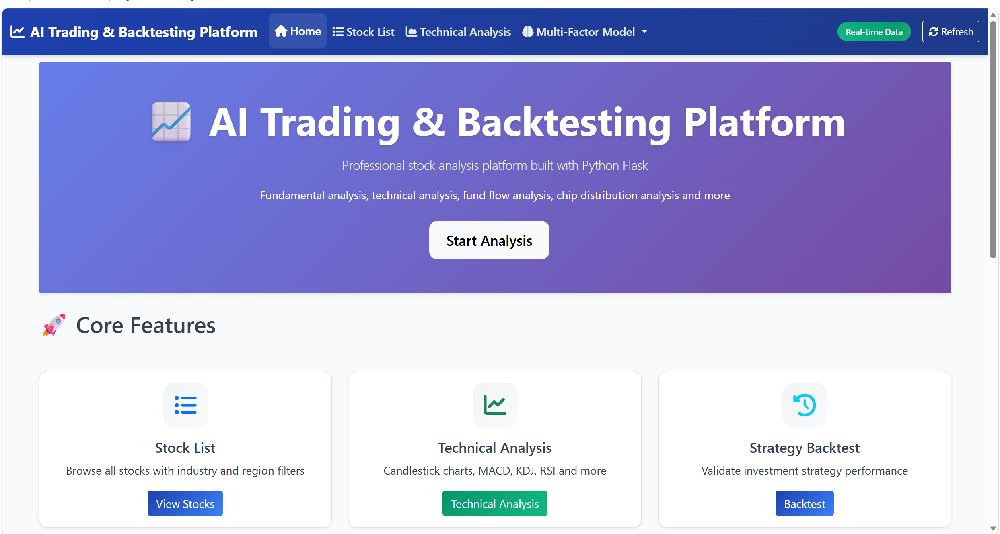 AI Trading & Backtesting Platform Home Stock List Technical Analysis Multi-Factor Model Real-time Data Refresh
AI Trading & Backtesting Platform
Professional stock analysis platform built with Python Flask
Fundamental analysis, technical analysis, fund flow analysis, chip distribution analysis and more
Start Analysis
Core Features
Stock List
Browse all stocks with industry and region filters
View Stocks
Technical Analysis
Candlestick charts, MACD, KDJ, RSI and more
Technical Analysis
Strategy Backtest
Validate investment strategy performance
Backtest